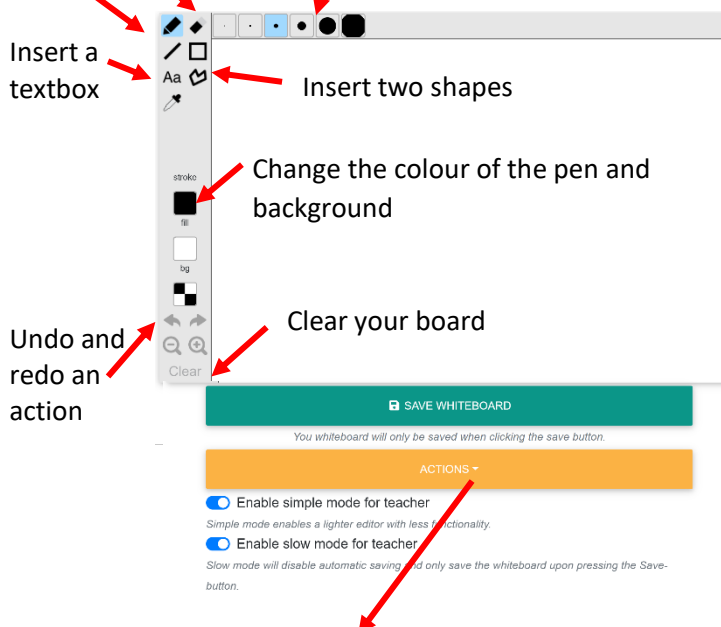 Insert a
textbox
Aa
Insert two shapes
stroke
Change the colour of the pen and
background
fill
bg
Clear your board
Undo and
redo an
action
Clear
SAVE WHITEBOARD
You whiteboard will only be saved when clicking the save button.
ACTIONS
Enable simple mode for teacher
Simple mode enables a lighter editor with less functionality.
Enable slow mode for teacher
Slow mode will disable automatic saving and only save the whiteboard upon pressing the Save-
button.